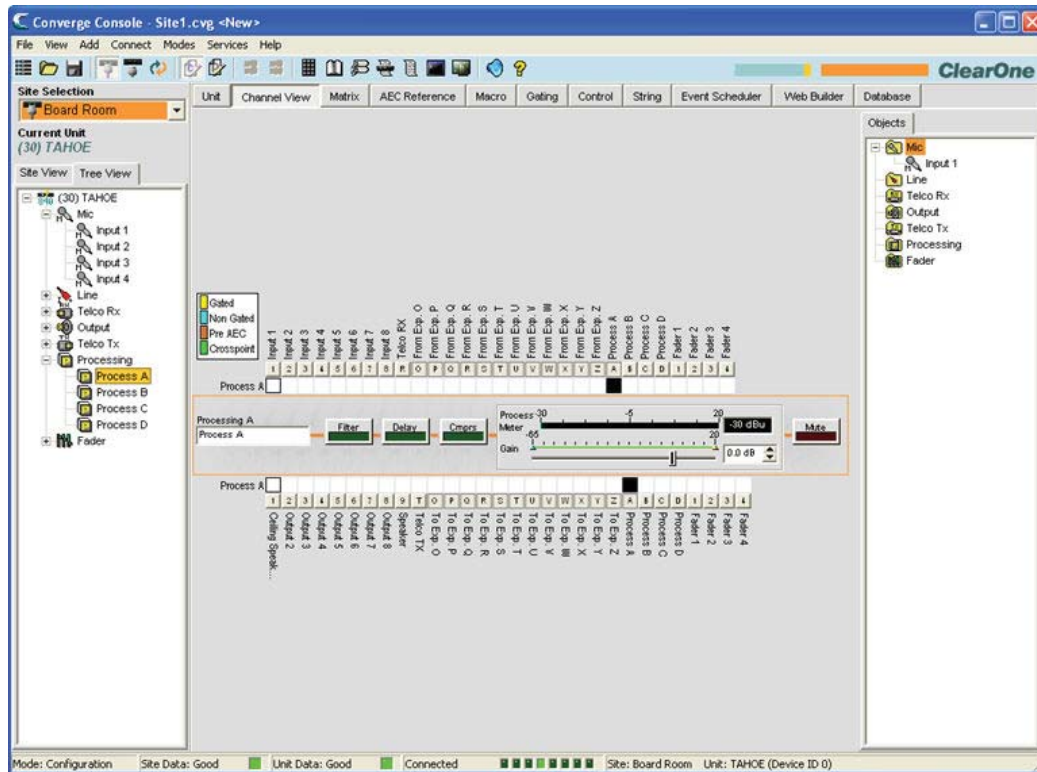 Converge Console - Site1.cvg <New>
File View Add Connect Modes Services Help
ClearOne
Site Selection
Board Room
Current Unit
(30) TAHOE
Site View Tree View
(30) TAHOE
Mic
Input 1
Input 2
Input 3
Input 4
Line
Telco Rx
Output
Telco Tx
Processing
Process A
Process B
Process C
Process D
Fader
Unit Channel View Matrix AEC Reference Macro Gating Control String Event Scheduler Web Builder Database
Gated
Non Gated
Pre AEC
Crosspoint
Input 1
Input 2
Input 3
Input 4
Input 5
Input 6
Input 7
Input 8
Telco RX
From Exp. O
From Exp. P
From Exp. Q
From Exp. R
From Exp. S
From Exp. T
From Exp. U
From Exp. V
From Exp. W
From Exp. X
From Exp. Y
From Exp. Z
Process A
Process B
Process C
Process D
Fader 1
Fader 2
Fader 3
Fader 4
1 2 3 4 5 6 7 8 R O P Q R S T U V W X Y Z A B C D 1 2 3 4
Process A
Processing A
Process A
Filter Delay Cmprs
Process Meter
-30 -5 20
-30 dBu
Gain
-65 20
0.0 dB
Mute
Process A
1 2 3 4 5 6 7 8 9 T O P Q R S T U V W X Y Z A B C D 1 2 3 4
Ceiling Speak...
Output 2
Output 3
Output 4
Output 5
Output 6
Output 7
Output 8
Speaker
Telco TX
To Exp. O
To Exp. P
To Exp. Q
To Exp. R
To Exp. S
To Exp. T
To Exp. U
To Exp. V
To Exp. W
To Exp. X
To Exp. Y
To Exp. Z
Process A
Process B
Process C
Process D
Fader 1
Fader 2
Fader 3
Fader 4
Objects
Mic
Input 1
Line
Telco Rx
Output
Telco Tx
Processing
Fader
Mode: Configuration Site Data: Good Unit Data: Good Connected Site: Board Room Unit: TAHOE (Device ID 0)